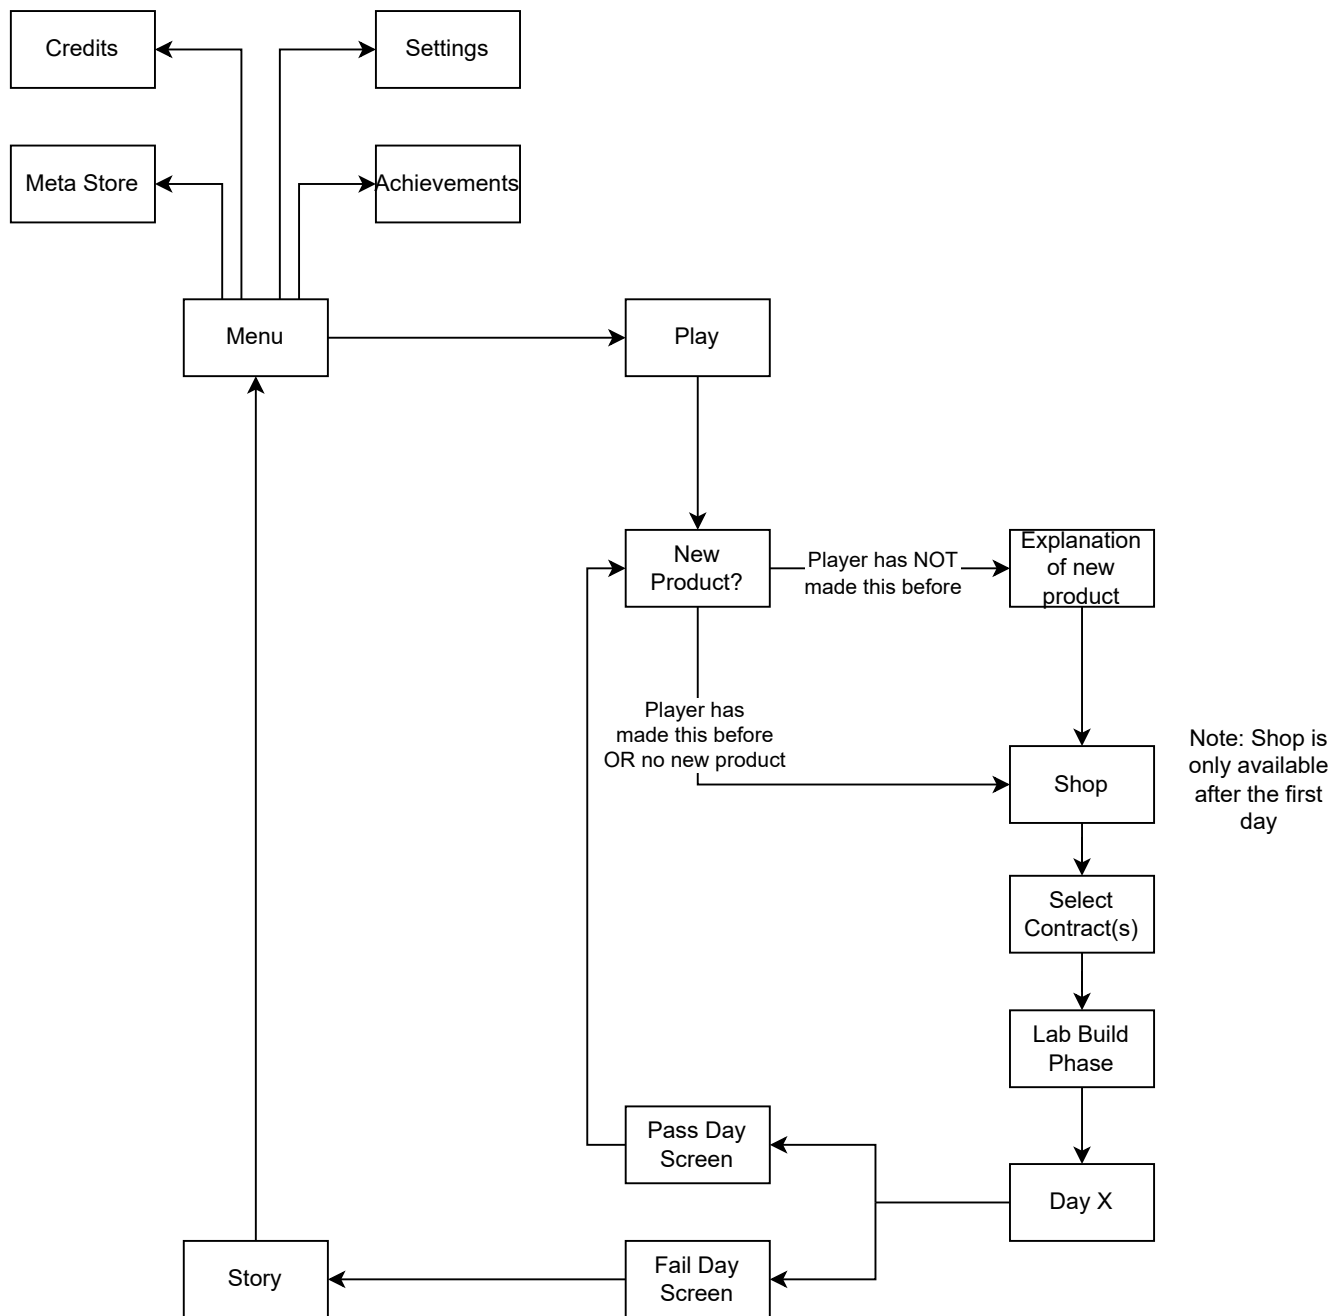 Credits
Settings
Meta Store
Achievements
Menu
Play
New
Product?
Player has NOT
made this before
Explanation
of new
product
Player has
made this before
OR no new product
Shop
Note: Shop is
only available
after the first
day
Select
Contract(s)
Lab Build
Phase
Pass Day
Screen
Day X
Story
Fail Day
Screen